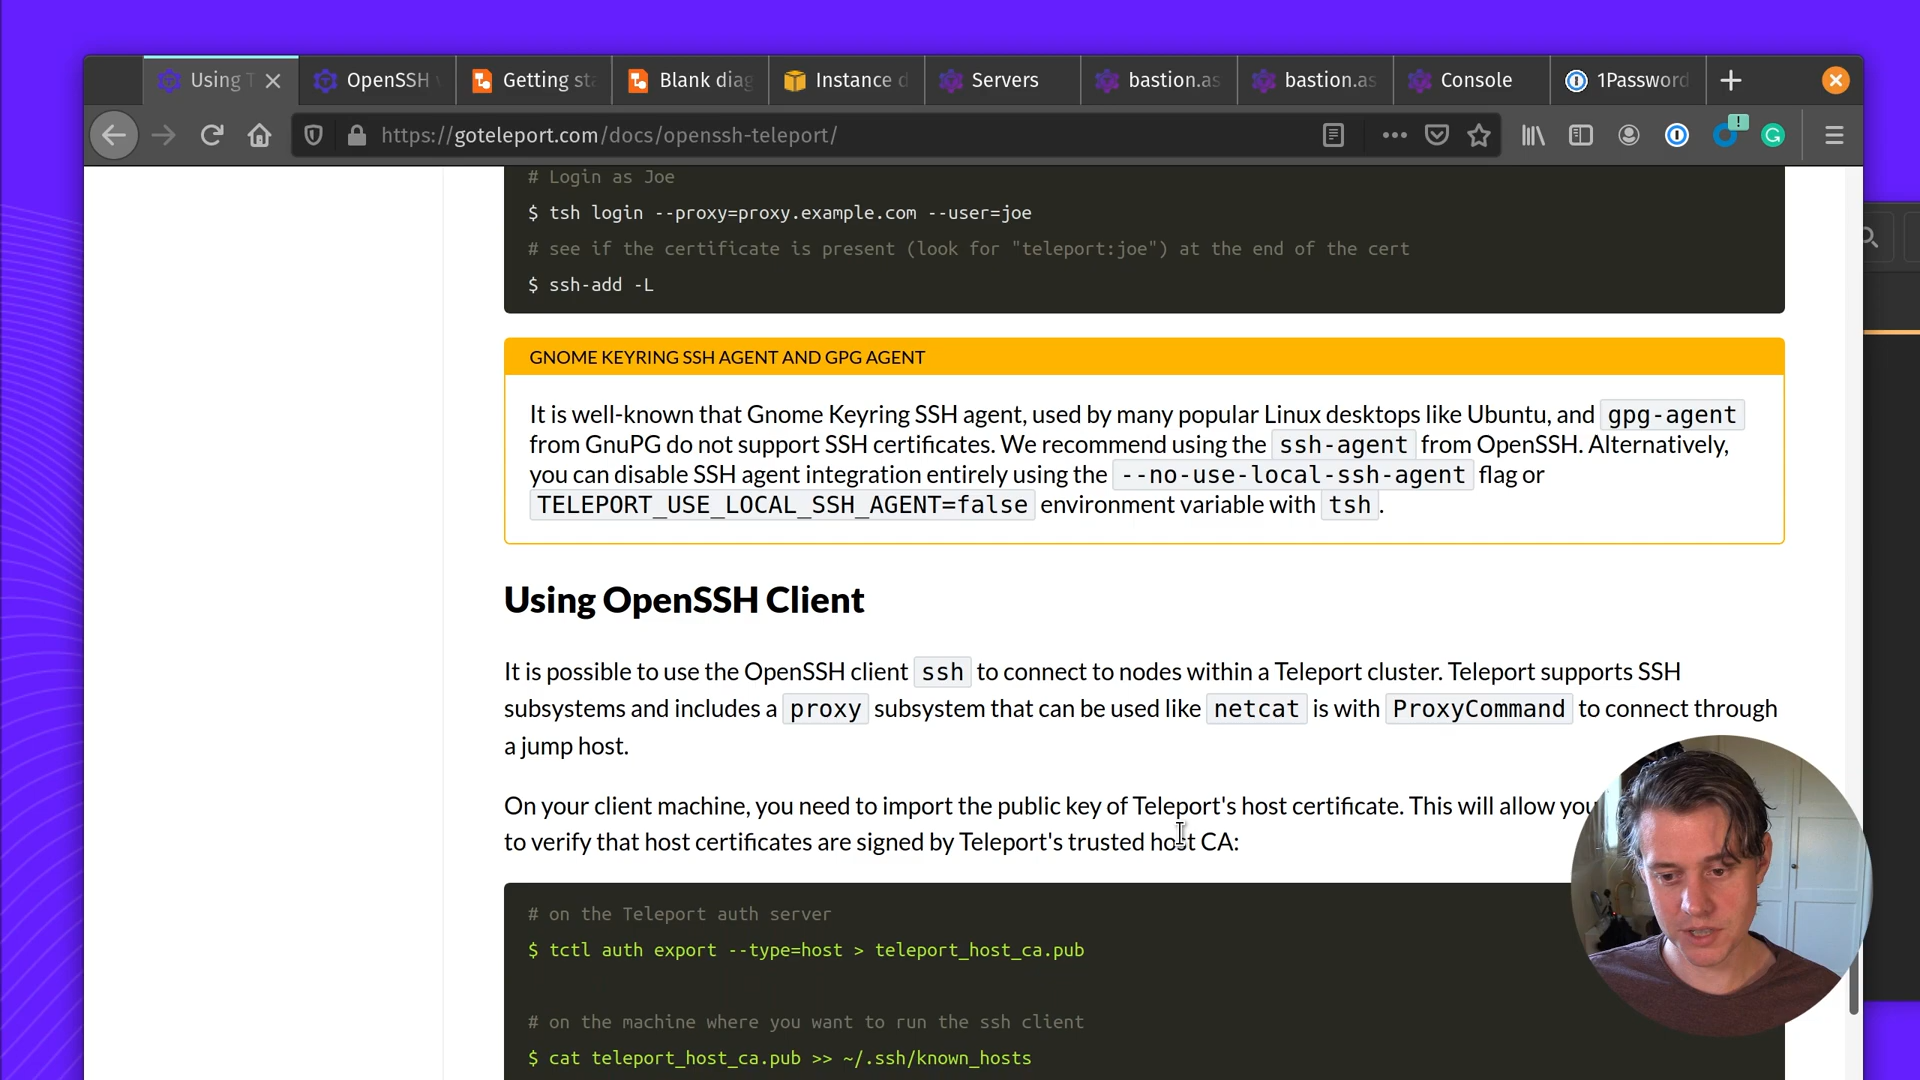 Using T
OpenSSH
Getting sta
Blank diag
Instance d
Servers
bastion.as
bastion.as
Console
1Password
https://goteleport.com/docs/openssh-teleport/
# Login as Joe
$ tsh login --proxy=proxy.example.com --user=joe
# see if the certificate is present (look for "teleport:joe") at the end of the cert
$ ssh-add -L
GNOME KEYRING SSH AGENT AND GPG AGENT
It is well-known that Gnome Keyring SSH agent, used by many popular Linux desktops like Ubuntu, and gpg-agent
from GnuPG do not support SSH certificates. We recommend using the ssh-agent from OpenSSH. Alternatively,
you can disable SSH agent integration entirely using the --no-use-local-ssh-agent flag or
TELEPORT_USE_LOCAL_SSH_AGENT=false environment variable with tsh.
Using OpenSSH Client
It is possible to use the OpenSSH client ssh to connect to nodes within a Teleport cluster. Teleport supports SSH
subsystems and includes a proxy subsystem that can be used like netcat is with ProxyCommand to connect through
a jump host.
On your client machine, you need to import the public key of Teleport's host certificate. This will allow you
to verify that host certificates are signed by Teleport's trusted host CA:
# on the Teleport auth server
$ tctl auth export --type=host > teleport_host_ca.pub
# on the machine where you want to run the ssh client
$ cat teleport_host_ca.pub >> ~/.ssh/known_hosts